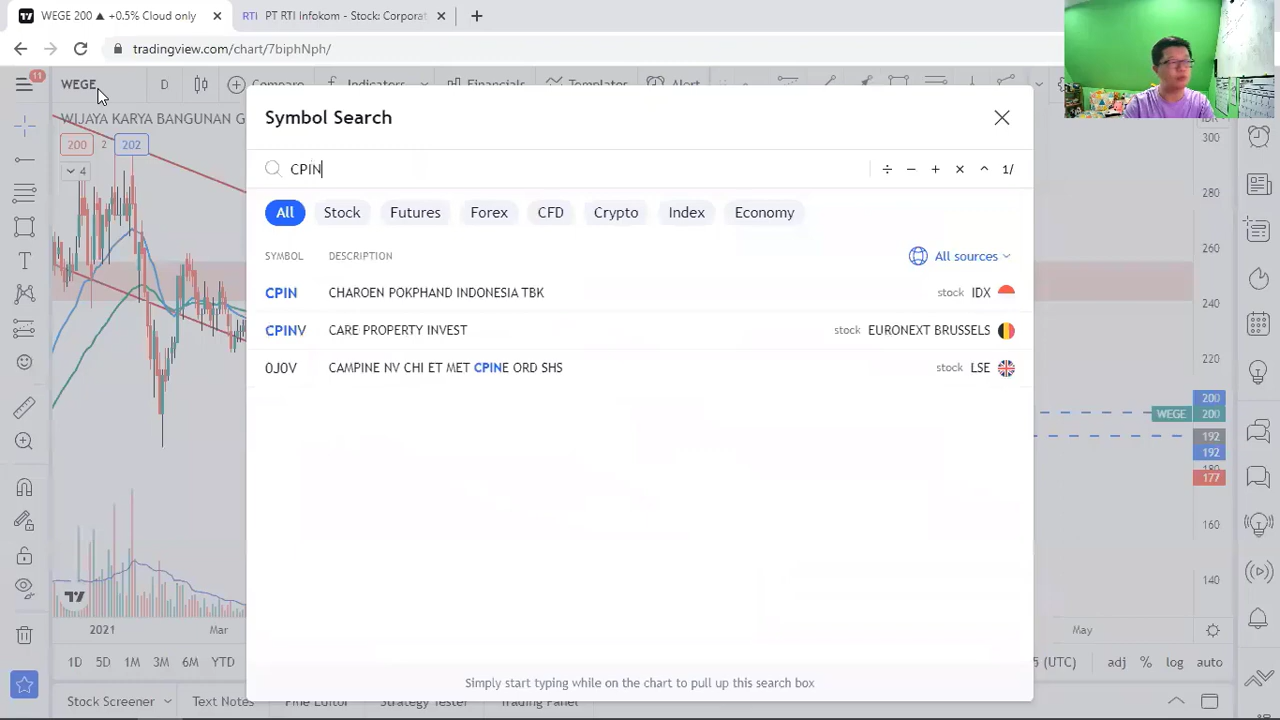 WEGE 200 ▲ +0.5% Cloud only
RTI PT RTI Infokom - Stock: Corporat
tradingview.com/chart/7biphNph/
11
WEGE D Compare Indicators Financials Templates Alert
WIJAYA KARYA BANGUNAN G
200 2 202
4
Symbol Search
CPIN
÷ − + × 1/
All Stock Futures Forex CFD Crypto Index Economy
SYMBOL DESCRIPTION All sources
CPIN CHAROEN POKPHAND INDONESIA TBK stock IDX
CPINV CARE PROPERTY INVEST stock EURONEXT BRUSSELS
0J0V CAMPINE NV CHI ET MET CPINE ORD SHS stock LSE
Simply start typing while on the chart to pull up this search box
300
280
260
240
220
200
WEGE 200
192
192
177
160
140
2021 Mar May
1D 5D 1M 3M 6M YTD (UTC) adj % log auto
Stock Screener Text Notes Pine Editor Strategy Tester Trading Panel